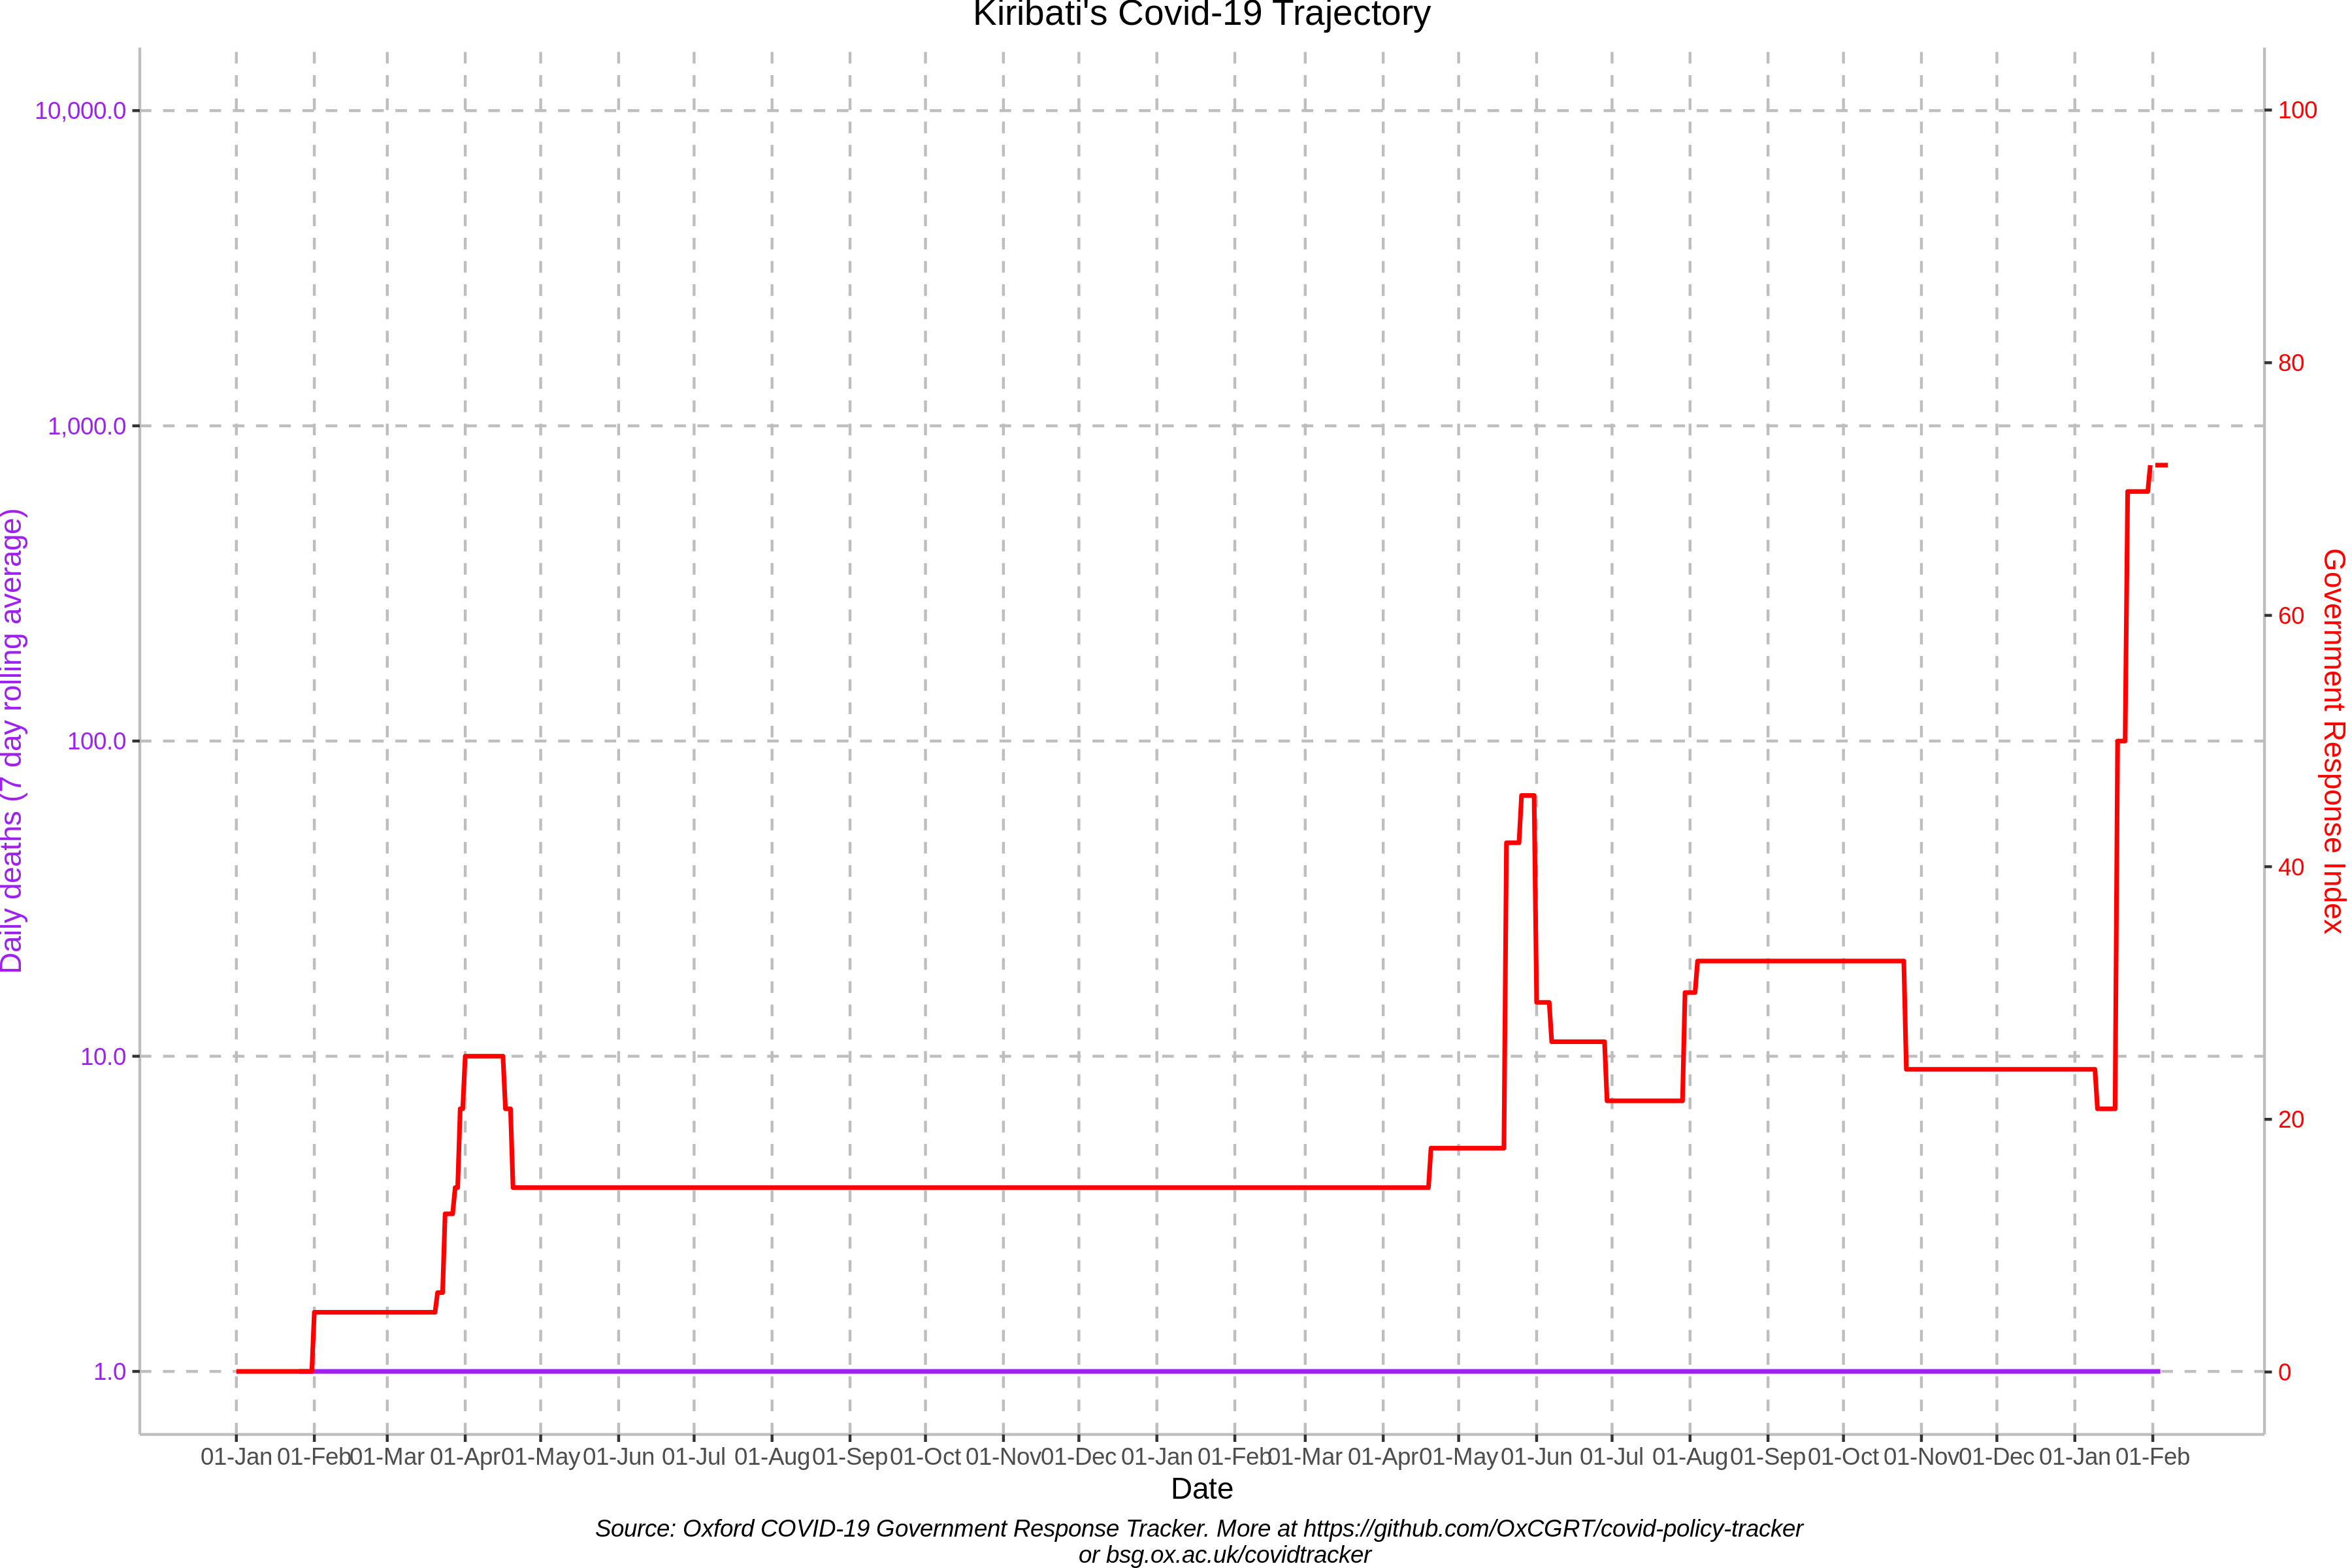 Kiribati's Covid-19 Trajectory
Daily deaths (7 day rolling average)
10,000.0
1,000.0
100.0
10.0
1.0
100
80
60
40
20
0
Government Response Index
01-Jan 01-Feb 01-Mar 01-Apr 01-May 01-Jun 01-Jul 01-Aug 01-Sep 01-Oct 01-Nov 01-Dec 01-Jan 01-Feb 01-Mar 01-Apr 01-May 01-Jun 01-Jul 01-Aug 01-Sep 01-Oct 01-Nov 01-Dec 01-Jan 01-Feb
Date
Source: Oxford COVID-19 Government Response Tracker. More at https://github.com/OxCGRT/covid-policy-tracker
or bsg.ox.ac.uk/covidtracker